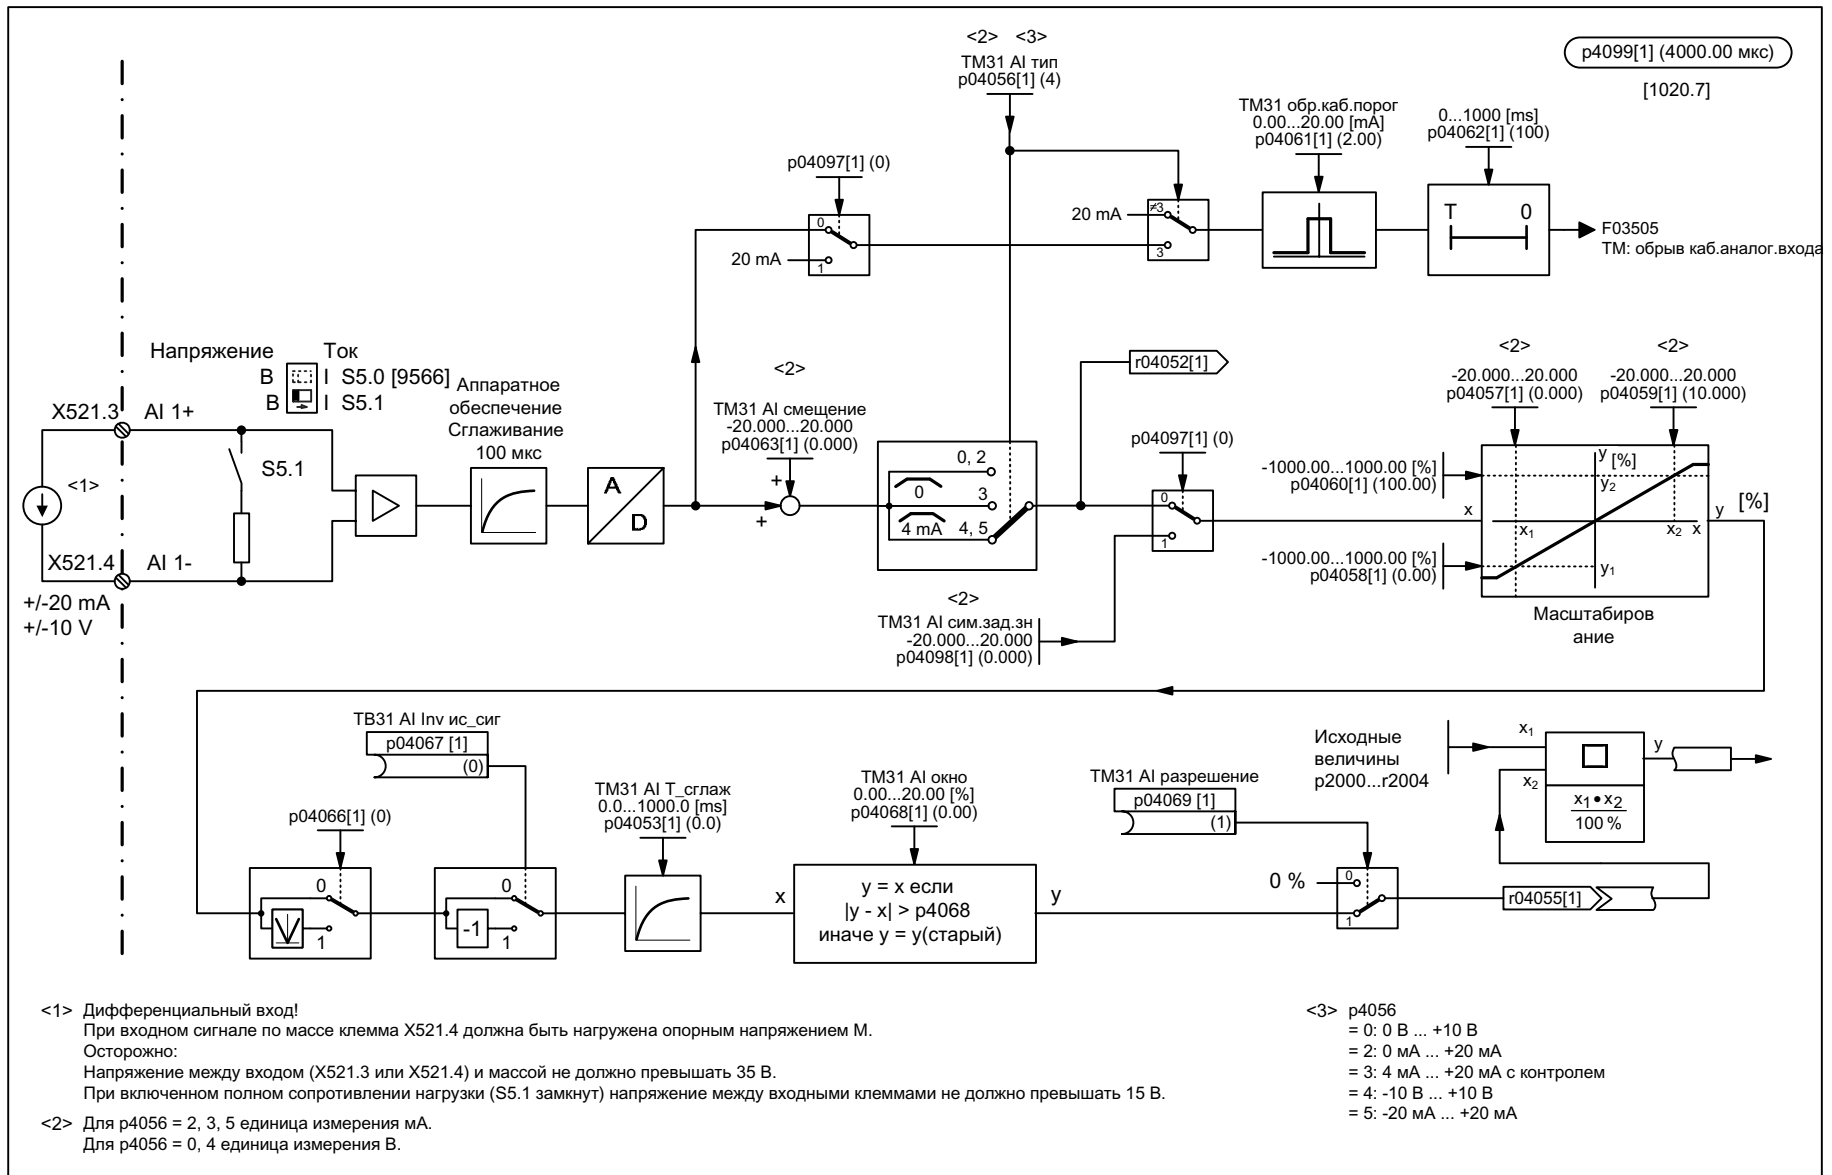 <2> <3>
TM31 AI тип
p04056[1] (4)
p4099[1] (4000.00 мкс)
[1020.7]
TM31 обр.каб.порог
0.00...20.00 [mA]
p04061[1] (2.00)
0...1000 [ms]
p04062[1] (100)
p04097[1] (0)
0
20 mA
1
20 mA
≠3
3
T 0
F03505
TM: обрыв каб.аналог.входа
Напряжение Ток
В I S5.0 [9566]
В I S5.1
X521.3
AI 1+
S5.1
<1>
X521.4
AI 1-
+/-20 mA
+/-10 V
Аппаратное
обеспечение
Сглаживание
100 мкс
A
D
<2>
TM31 AI смещение
-20.000...20.000
p04063[1] (0.000)
+
+
0, 2
0
3
4 mA
4, 5
r04052[1]
p04097[1] (0)
0
1
<2>
TM31 AI сим.зад.зн
-20.000...20.000
p04098[1] (0.000)
<2>
-20.000...20.000
p04057[1] (0.000)
<2>
-20.000...20.000
p04059[1] (10.000)
-1000.00...1000.00 [%]
p04060[1] (100.00)
-1000.00...1000.00 [%]
p04058[1] (0.00)
x
y
[%]
y2
x1
x2
x
y1
y
[%]
Масштабиров
ание
TB31 AI Inv ис_сиг
p04067 [1]
(0)
p04066[1] (0)
0
1
0
-1
1
TM31 AI T_сглаж
0.0...1000.0 [ms]
p04053[1] (0.0)
TM31 AI окно
0.00...20.00 [%]
p04068[1] (0.00)
x
y = x если
|y - x| > p4068
иначе y = y(старый)
y
TM31 AI разрешение
p04069 [1]
(1)
0 %
0
1
r04055[1]
Исходные
величины
p2000...r2004
x1
x2
y
x1 • x2
100 %
<1> Дифференциальный вход!
При входном сигнале по массе клемма X521.4 должна быть нагружена опорным напряжением M.
Осторожно:
Напряжение между входом (X521.3 или X521.4) и массой не должно превышать 35 В.
При включенном полном сопротивлении нагрузки (S5.1 замкнут) напряжение между входными клеммами не должно превышать 15 В.
<2> Для p4056 = 2, 3, 5 единица измерения мА.
Для p4056 = 0, 4 единица измерения В.
<3> p4056
= 0: 0 В ... +10 В
= 2: 0 мА ... +20 мА
= 3: 4 мА ... +20 мА с контролем
= 4: -10 В ... +10 В
= 5: -20 мА ... +20 мА